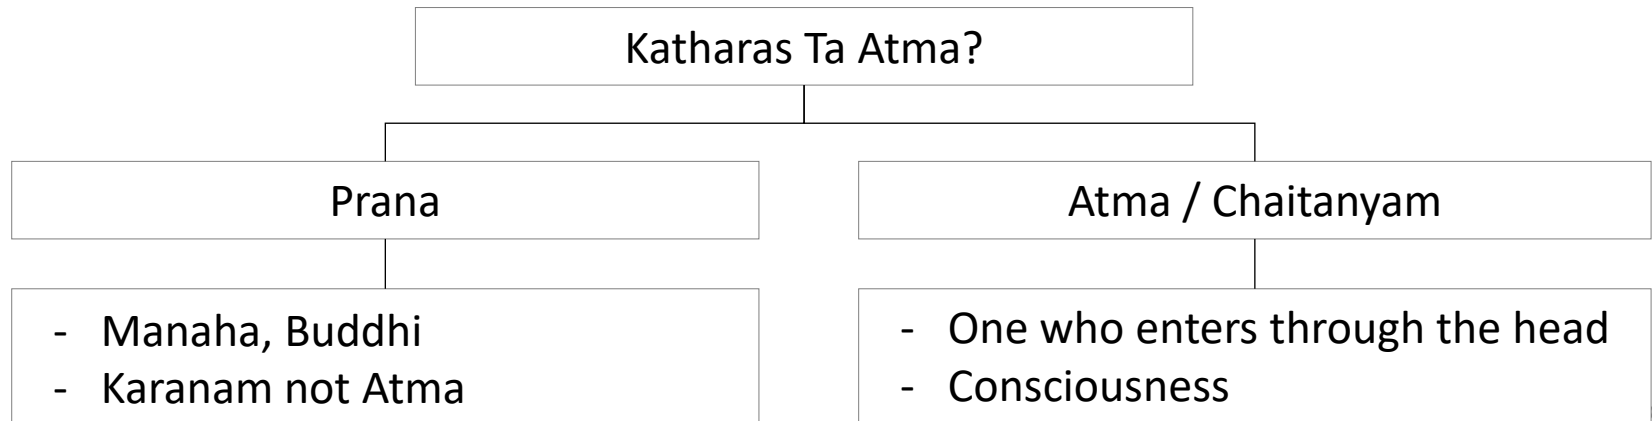 Katharas Ta Atma?
Prana
Atma / Chaitanyam
- Manaha, Buddhi
- Karanam not Atma
- One who enters through the head
- Consciousness